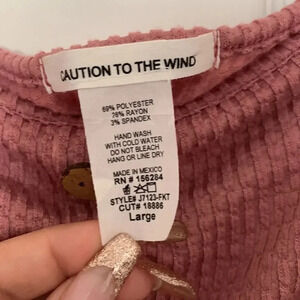 CAUTION TO THE WIND
69% POLYESTER
28% RAYON
3% SPANDEX
HAND WASH
WITH COLD WATER
DO NOT BLEACH
HANG OR LINE DRY
MADE IN MEXICO
RN # 156284
STYLE# J7123-FKT
CUT# 18886
Large